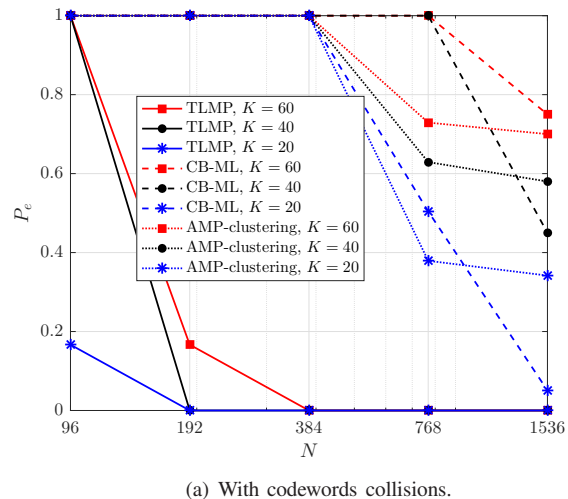 1
0.8
0.6
0.4
0.2
0
P_e
TLMP, K = 60
TLMP, K = 40
TLMP, K = 20
CB-ML, K = 60
CB-ML, K = 40
CB-ML, K = 20
AMP-clustering, K = 60
AMP-clustering, K = 40
AMP-clustering, K = 20
96 192 384 768 1536
N
(a) With codewords collisions.